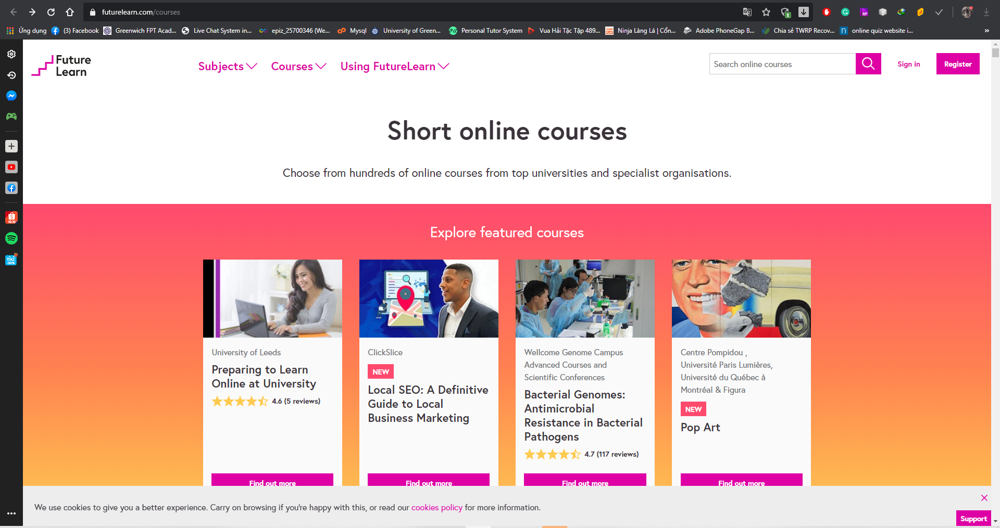 futurelearn.com/courses
1
RP
Ứng dụng
(3) Facebook
Greenwich FPT Acad...
Live Chat System in...
epiz_25700346 (We...
Mysql
University of Green...
Personal Tutor System
Vua Hải Tặc Tập 489...
Ninja Làng Lá | Cổn...
Adobe PhoneGap B...
Chia sẻ TWRP Recov...
online quiz website i...
»
Future
Learn
Subjects
Courses
Using FutureLearn
Search online courses
Sign in
Register
Short online courses
Choose from hundreds of online courses from top universities and specialist organisations.
10.10
TIKI
-50%
Explore featured courses
University of Leeds
Preparing to Learn
Online at University
4.6 (5 reviews)
Find out more
ClickSlice
NEW
Local SEO: A Definitive
Guide to Local
Business Marketing
Find out more
Wellcome Genome Campus
Advanced Courses and
Scientific Conferences
Bacterial Genomes:
Antimicrobial
Resistance in Bacterial
Pathogens
4.7 (117 reviews)
Find out more
Centre Pompidou ,
Université Paris Lumières,
Université du Québec à
Montréal & Figura
NEW
Pop Art
Find out more
We use cookies to give you a better experience. Carry on browsing if you're happy with this, or read our cookies policy for more information.
Support